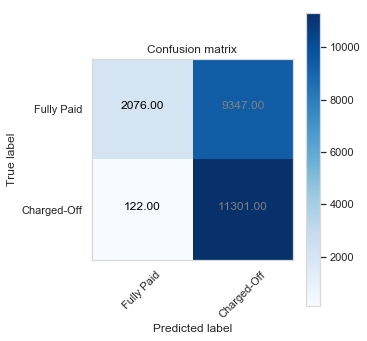 Confusion matrix
True label
Fully Paid
2076.00
9347.00
Charged-Off
122.00
11301.00
Fully Paid
Charged-Off
Predicted label
10000
8000
6000
4000
2000